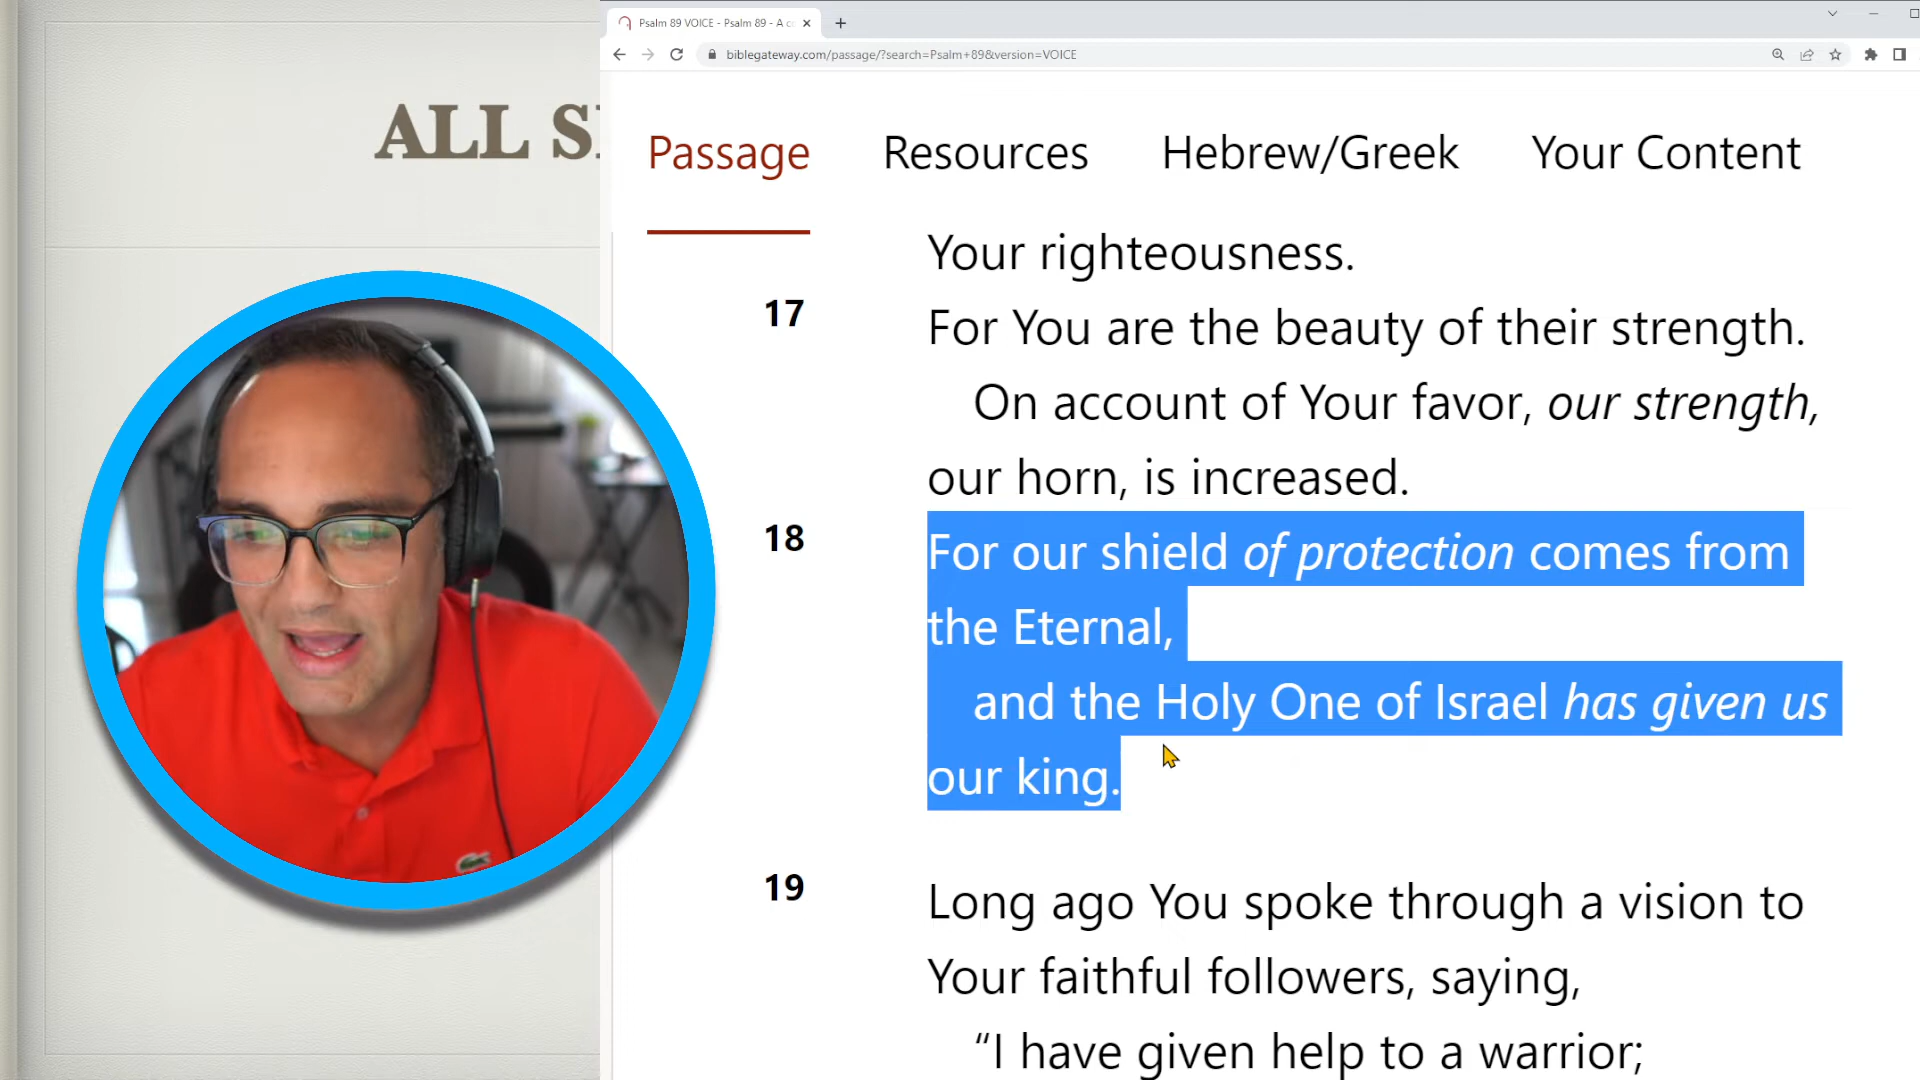 ALL
Psalm 89 VOICE - Psalm 89 - A c
biblegateway.com/passage/?search=Psalm+89&version=VOICE
Passage Resources Hebrew/Greek Your Content
Your righteousness.
17 For You are the beauty of their strength.
On account of Your favor, our strength,
our horn, is increased.
18 For our shield of protection comes from
the Eternal,
and the Holy One of Israel has given us
our king.
19 Long ago You spoke through a vision to
Your faithful followers, saying,
“I have given help to a warrior;